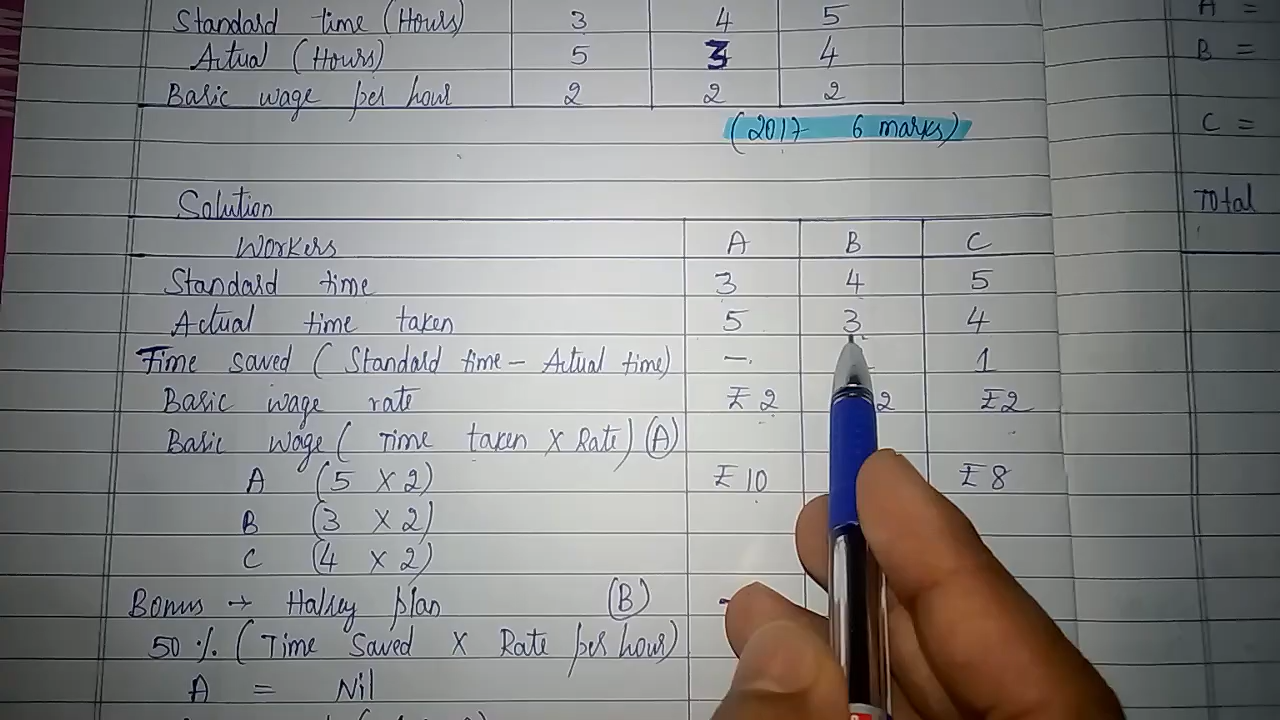 Standard time (Hours) 3 4 5
Actual (Hours) 5 3 4
Basic wage per hour 2 2 2
(2017 6 marks)
Solution
Workers A B C
Standard time 3 4 5
Actual time taken 5 3 4
Time saved (Standard time - Actual time) — 1
Basic wage rate ₹2 2 ₹2
Basic wage (Time taken X Rate) (A)
A (5 X 2) ₹10 ₹8
B (3 X 2)
C (4 X 2)
Bonus → Halsey plan (B)
50% (Time Saved X Rate per hour)
A = Nil
A =
B =
C =
Total